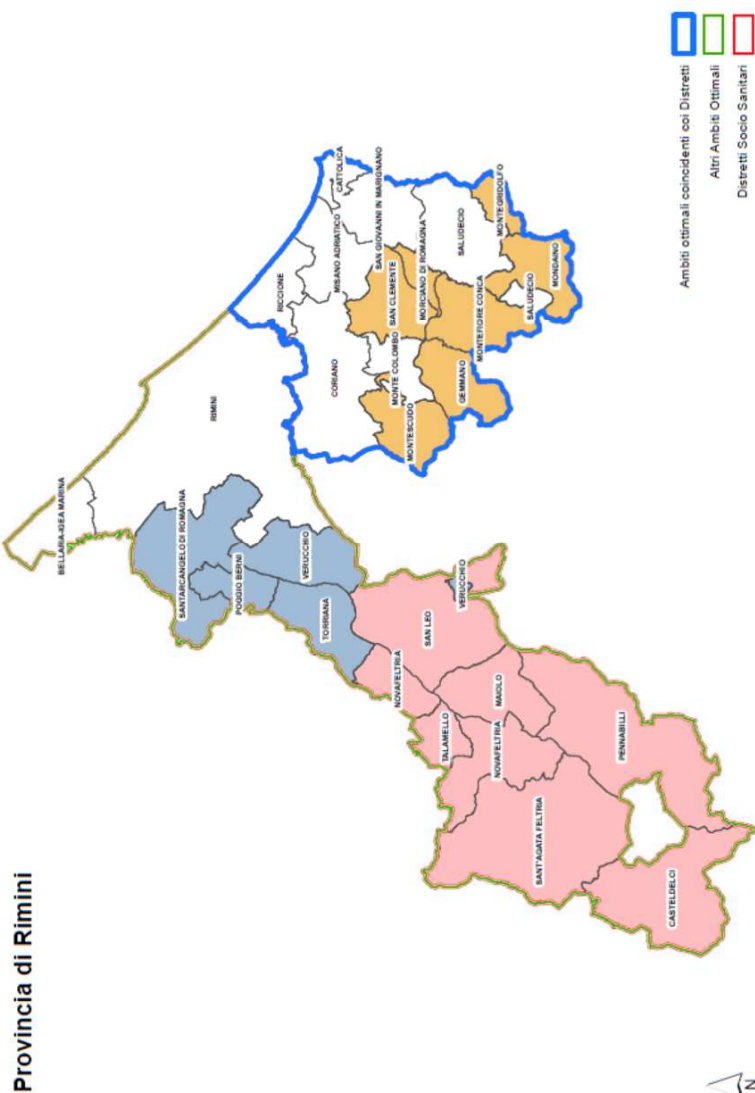 Provincia di Rimini
BELLARIA-IGEA MARINA
RIMINI
SANTARCANGELO DI ROMAGNA
POGGIO BERNI
VERUCCHIO
TORRIANA
RICCIONE
CATTOLICA
MISANO ADRIATICO
SAN GIOVANNI IN MARIGNANO
CORIANO
SAN CLEMENTE
MORCIANO DI ROMAGNA
SALUDECIO
MONTEGRIDOLFO
MONTE COLOMBO
MONTESCUDO
MONTEFIORE CONCA
GEMMANO
SALUDECIO
MONDAINO
NOVAFELTRIA
SAN LEO
VERUCCHIO
TALAMELLO
MAIOLO
NOVAFELTRIA
SANT'AGATA FELTRIA
PENNABILLI
CASTELDELCI
Ambiti ottimali coincidenti coi Distretti
Altri Ambiti Ottimali
Distretti Socio Sanitari
N